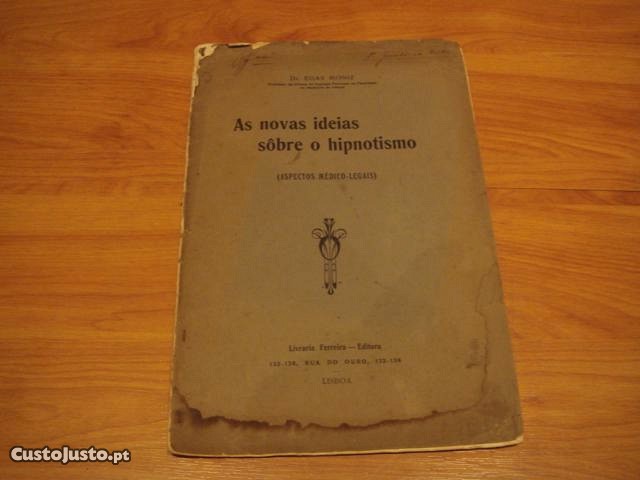 Dr. EGAS MONIZ
As novas ideias
sôbre o hipnotismo
(ASPECTOS MÉDICO-LEGAIS)
Livraria Ferreira — Editora
132-138, RUA DO OURO, 132-138
LISBOA
CustoJusto.pt